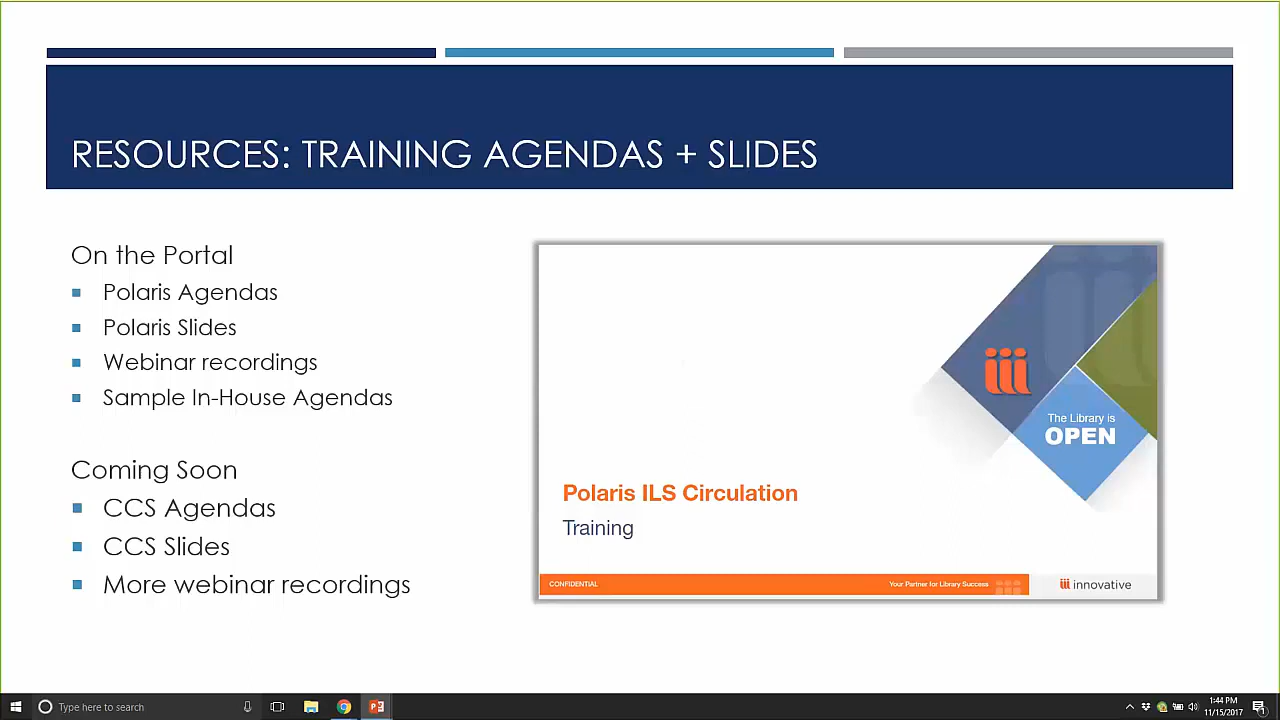 RESOURCES: TRAINING AGENDAS + SLIDES
On the Portal
Polaris Agendas
Polaris Slides
Webinar recordings
Sample In-House Agendas
Coming Soon
CCS Agendas
CCS Slides
More webinar recordings
iii
The Library is
OPEN
Polaris ILS Circulation
Training
CONFIDENTIAL
Your Partner for Library Success
iii innovative
Type here to search
1:44 PM
11/15/2017